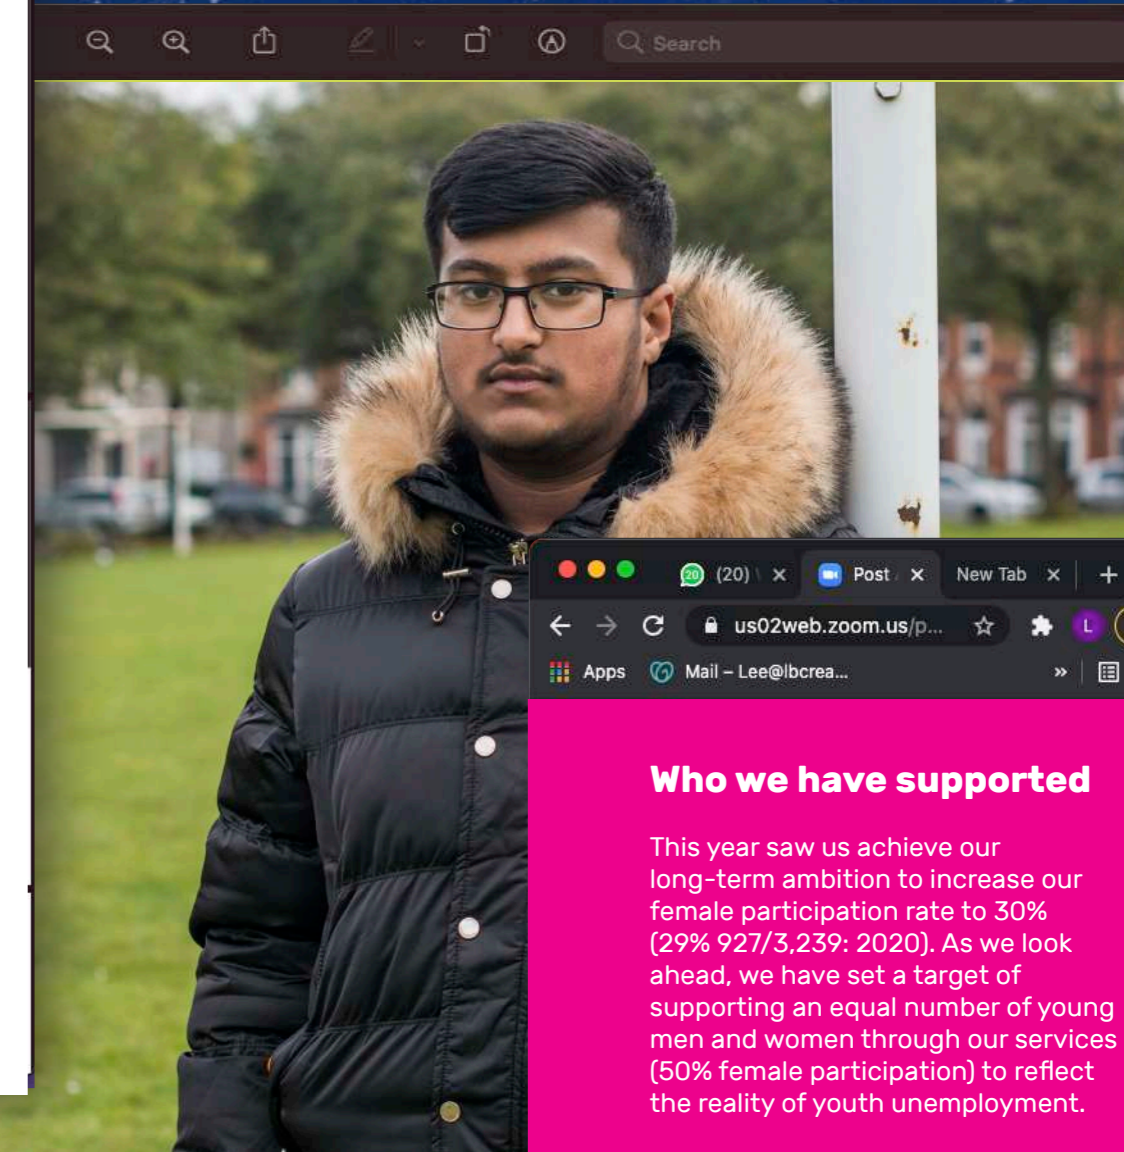 Search
20
(20)
Post
New Tab
us02web.zoom.us/p...
L
Apps
Mail – Lee@lbcrea...
Who we have supported
This year saw us achieve our
long-term ambition to increase our
female participation rate to 30%
(29% 927/3,239: 2020). As we look
ahead, we have set a target of
supporting an equal number of young
men and women through our services
(50% female participation) to reflect
the reality of youth unemployment.